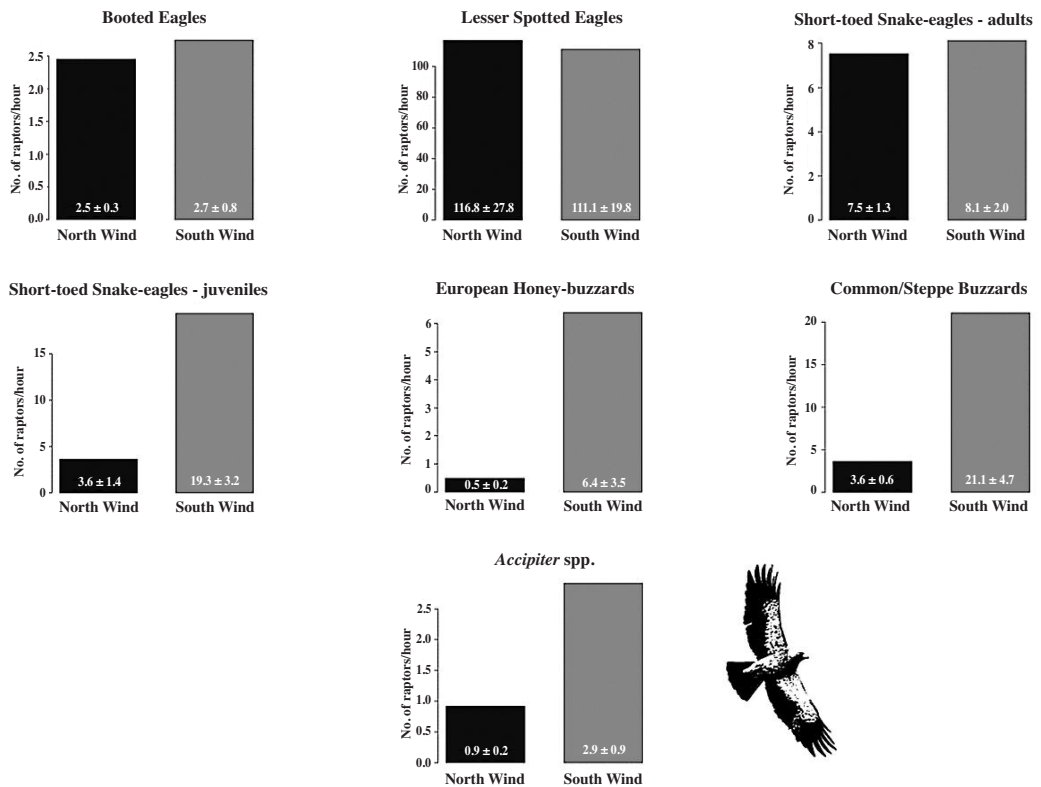 Booted Eagles
No. of raptors/hour
2.5
2.0
1.5
1.0
0.5
0.0
2.5 ± 0.3
2.7 ± 0.8
North Wind
South Wind
Lesser Spotted Eagles
No. of raptors/hour
100
80
60
40
20
0
116.8 ± 27.8
111.1 ± 19.8
North Wind
South Wind
Short-toed Snake-eagles - adults
No. of raptors/hour
8
6
4
2
0
7.5 ± 1.3
8.1 ± 2.0
North Wind
South Wind
Short-toed Snake-eagles - juveniles
No. of raptors/hour
15
10
5
0
3.6 ± 1.4
19.3 ± 3.2
North Wind
South Wind
European Honey-buzzards
No. of raptors/hour
6
5
4
3
2
1
0
0.5 ± 0.2
6.4 ± 3.5
North Wind
South Wind
Common/Steppe Buzzards
No. of raptors/hour
20
15
10
5
0
3.6 ± 0.6
21.1 ± 4.7
North Wind
South Wind
Accipiter spp.
No. of raptors/hour
2.5
2.0
1.5
1.0
0.5
0.0
0.9 ± 0.2
2.9 ± 0.9
North Wind
South Wind